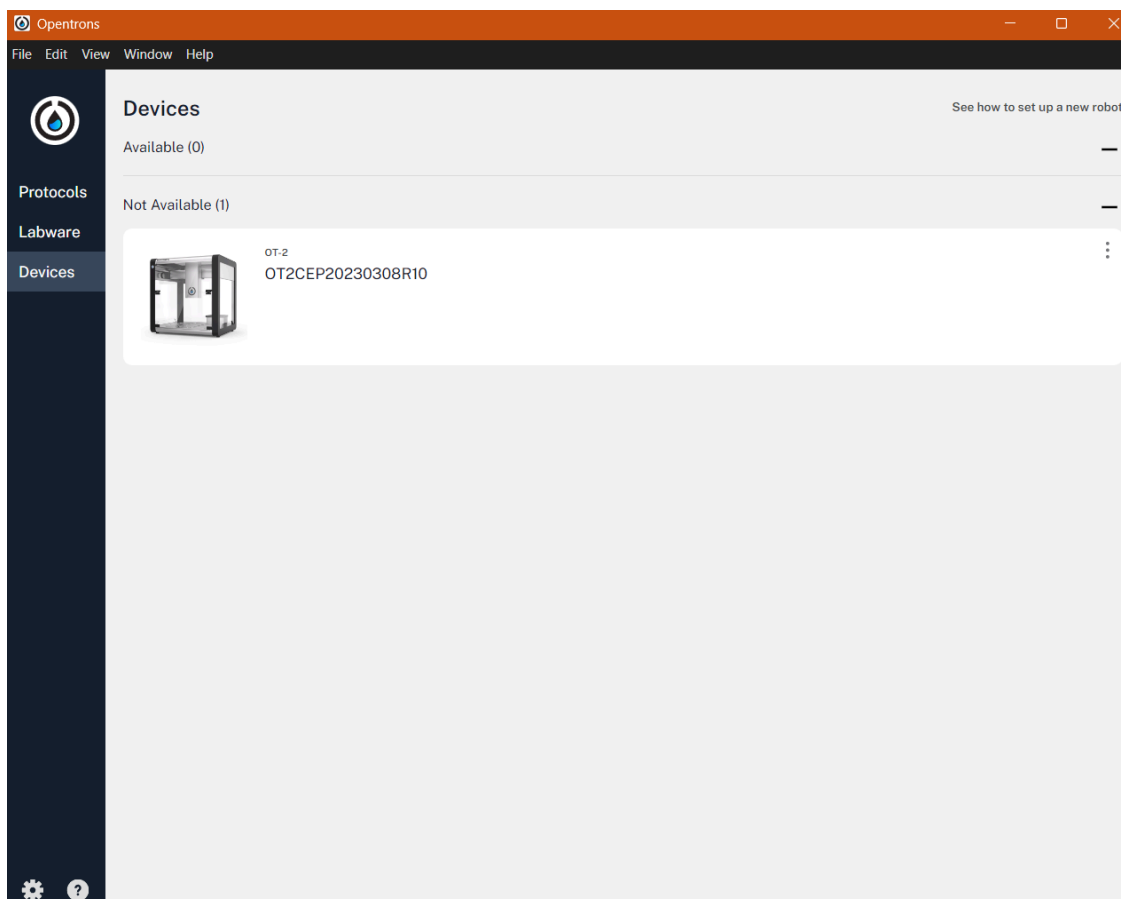 Opentrons
File Edit View Window Help
Devices
See how to set up a new robot
Available (0)
Protocols
Not Available (1)
Labware
OT-2
Devices
OT2CEP20230308R10
?